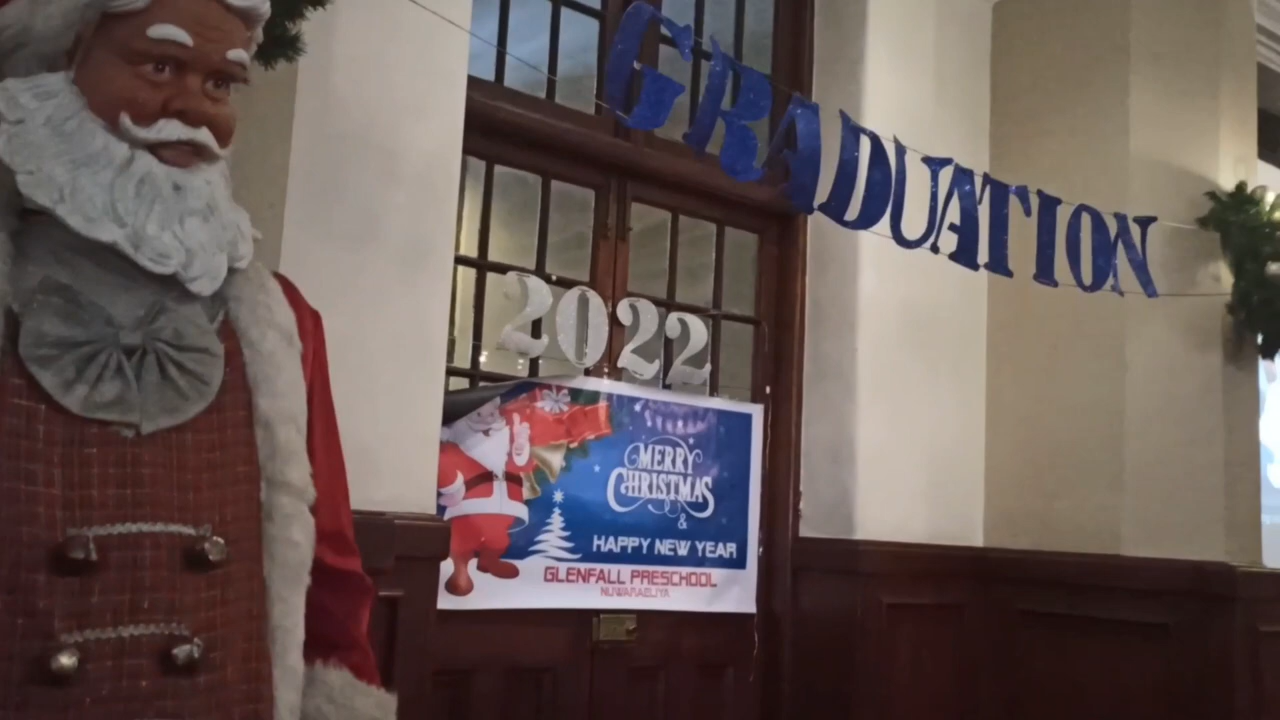 GRADUATION
2022
MERRY
CHRISTMAS
&
HAPPY NEW YEAR
GLENFALL PRESCHOOL
NUWARAELIYA